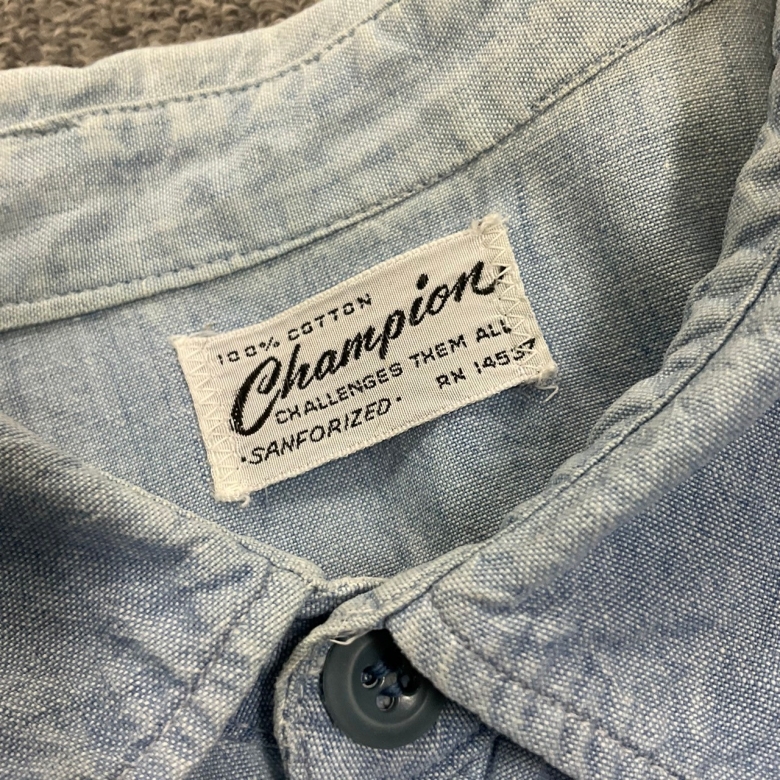 100% COTTON
Champion
CHALLENGES THEM ALL
RN 14537
·SANFORIZED·